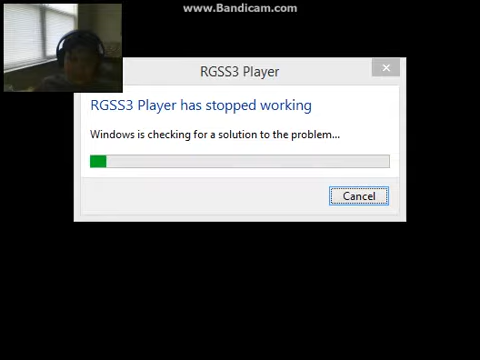 www.Bandicam.com
RGSS3 Player
RGSS3 Player has stopped working
Windows is checking for a solution to the problem...
Cancel